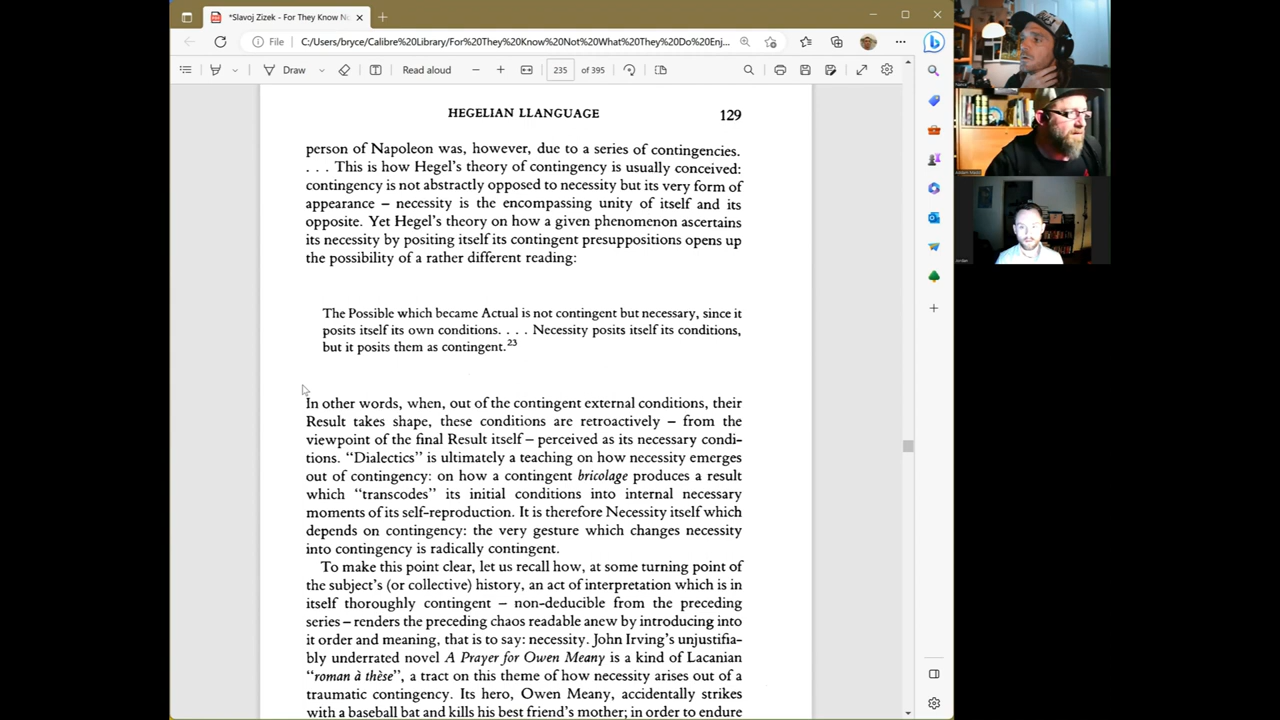 *Slavoj Zizek - For They Know No
File
C:/Users/bryce/Calibre%20Library/For%20They%20Know%20Not%20What%20They%20Do%20Enj...
Draw
Read aloud
235
of 395
HEGELIAN LLANGUAGE
129
person of Napoleon was, however, due to a series of contingencies.
. . . This is how Hegel's theory of contingency is usually conceived:
contingency is not abstractly opposed to necessity but its very form of
appearance – necessity is the encompassing unity of itself and its
opposite. Yet Hegel's theory on how a given phenomenon ascertains
its necessity by positing itself its contingent presuppositions opens up
the possibility of a rather different reading:
The Possible which became Actual is not contingent but necessary, since it
posits itself its own conditions. . . . Necessity posits itself its conditions,
but it posits them as contingent.23
In other words, when, out of the contingent external conditions, their
Result takes shape, these conditions are retroactively – from the
viewpoint of the final Result itself – perceived as its necessary condi-
tions. "Dialectics" is ultimately a teaching on how necessity emerges
out of contingency: on how a contingent bricolage produces a result
which "transcodes" its initial conditions into internal necessary
moments of its self-reproduction. It is therefore Necessity itself which
depends on contingency: the very gesture which changes necessity
into contingency is radically contingent.
To make this point clear, let us recall how, at some turning point of
the subject's (or collective) history, an act of interpretation which is in
itself thoroughly contingent – non-deducible from the preceding
series – renders the preceding chaos readable anew by introducing into
it order and meaning, that is to say: necessity. John Irving's unjustifia-
bly underrated novel A Prayer for Owen Meany is a kind of Lacanian
"roman à thèse", a tract on this theme of how necessity arises out of a
traumatic contingency. Its hero, Owen Meany, accidentally strikes
with a baseball bat and kills his best friend's mother; in order to endure